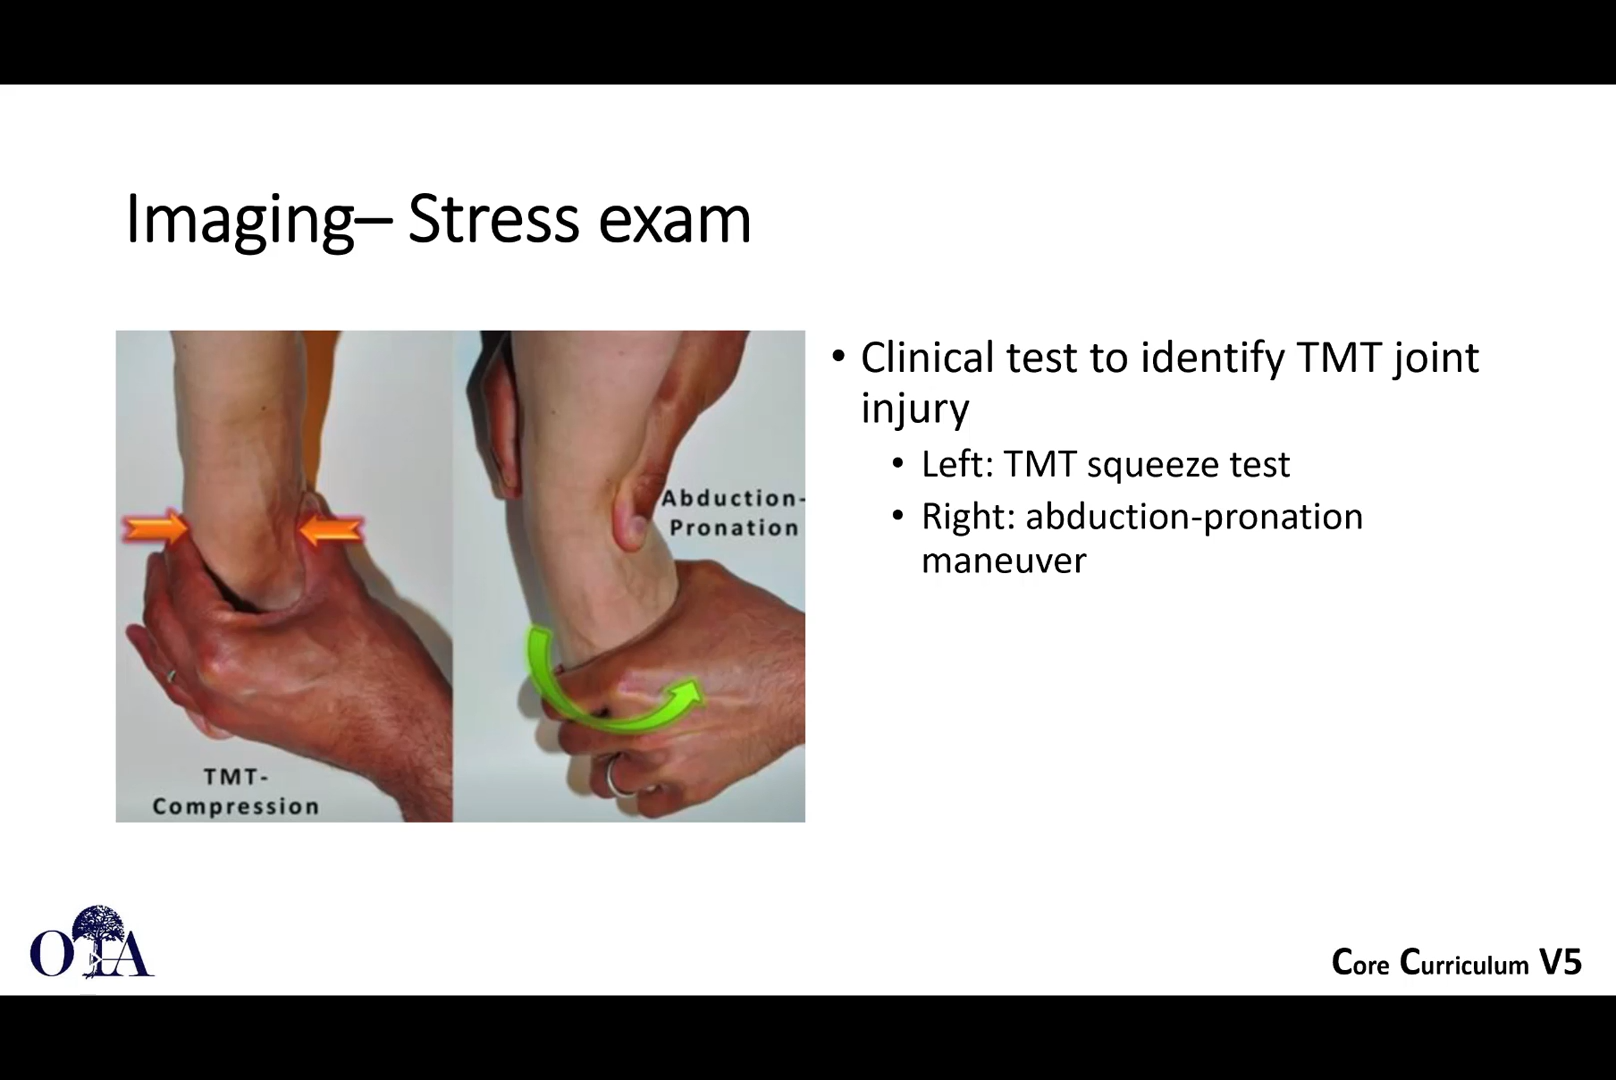 Imaging– Stress exam
Abduction-
Pronation
TMT-
Compression
• Clinical test to identify TMT joint
injury
• Left: TMT squeeze test
• Right: abduction-pronation
maneuver
OTA
Core Curriculum V5